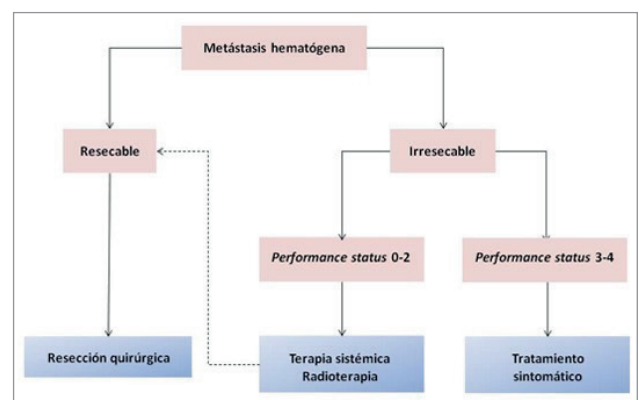 Metástasis hematógena
Resecable
Irresecable
Performance status 0-2
Performance status 3-4
Resección quirúrgica
Terapia sistémica
Radioterapia
Tratamiento
sintomático